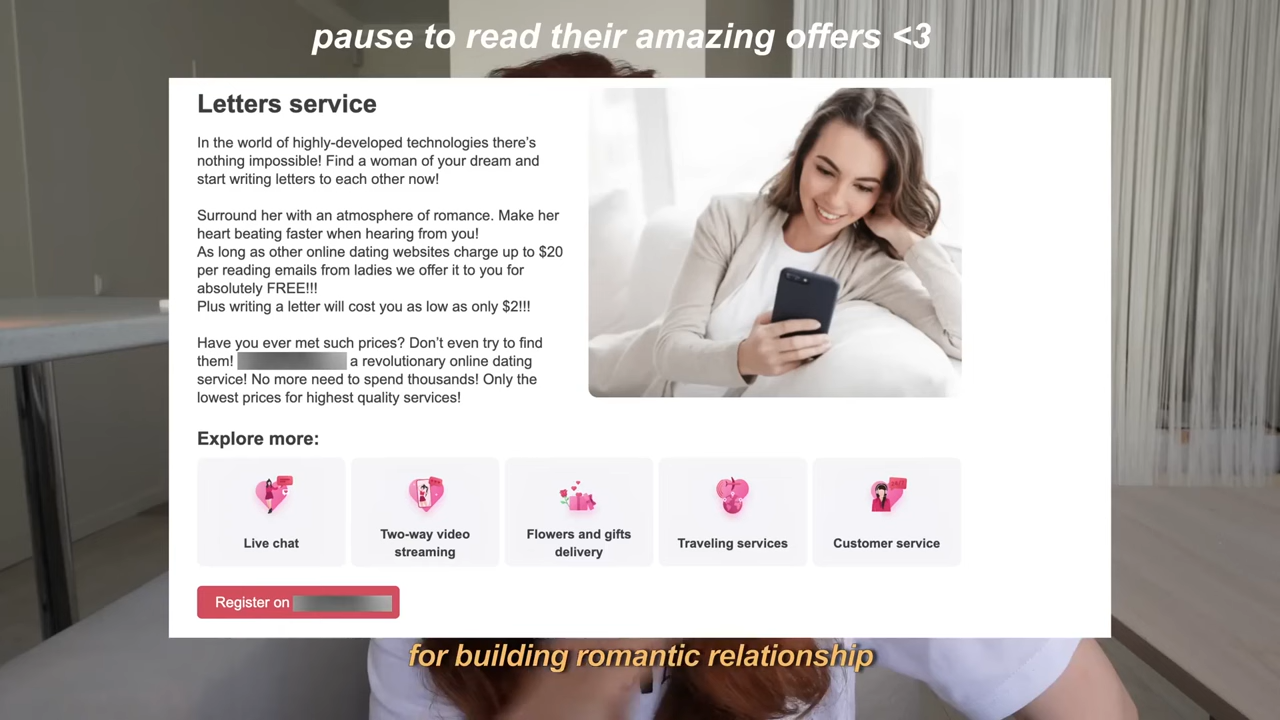 pause to read their amazing offers <3
Letters service
In the world of highly-developed technologies there's
nothing impossible! Find a woman of your dream and
start writing letters to each other now!
Surround her with an atmosphere of romance. Make her
heart beating faster when hearing from you!
As long as other online dating websites charge up to $20
per reading emails from ladies we offer it to you for
absolutely FREE!!!
Plus writing a letter will cost you as low as only $2!!!
Have you ever met such prices? Don't even try to find
them! a revolutionary online dating
service! No more need to spend thousands! Only the
lowest prices for highest quality services!
Explore more:
Live chat
Two-way video
streaming
Flowers and gifts
delivery
Traveling services
Customer service
Register on
for building romantic relationship